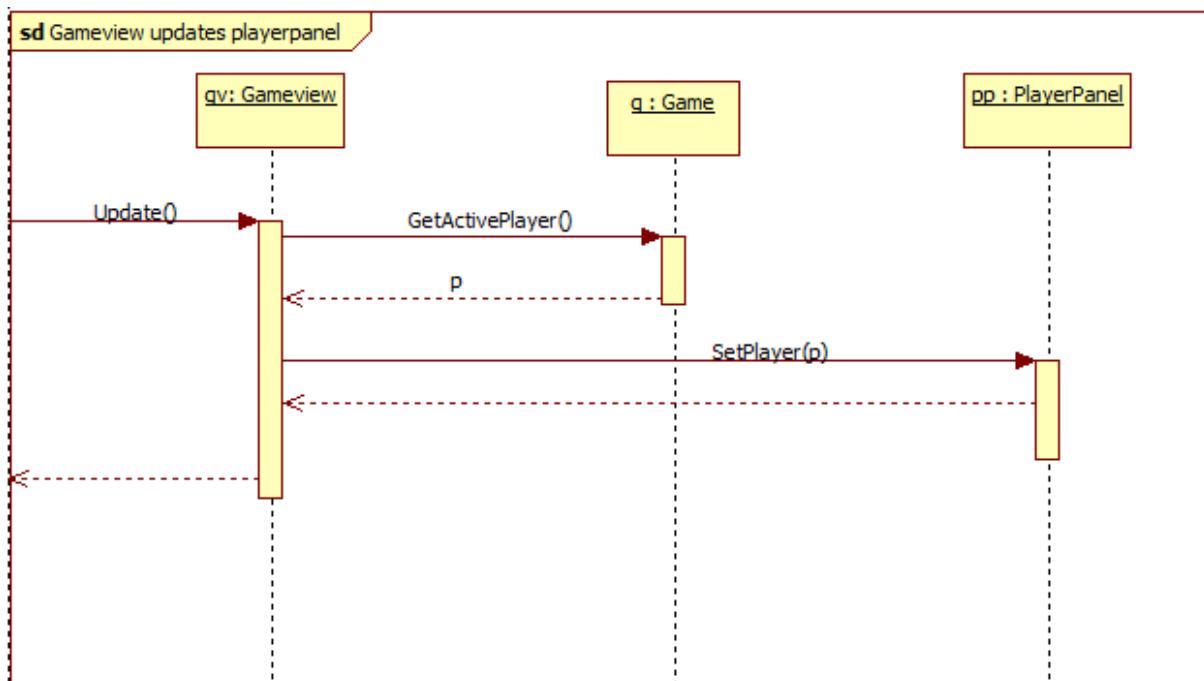 sd Gameview updates playerpanel
gv: Gameview
g : Game
pp : PlayerPanel
Update()
GetActivePlayer()
p
SetPlayer(p)